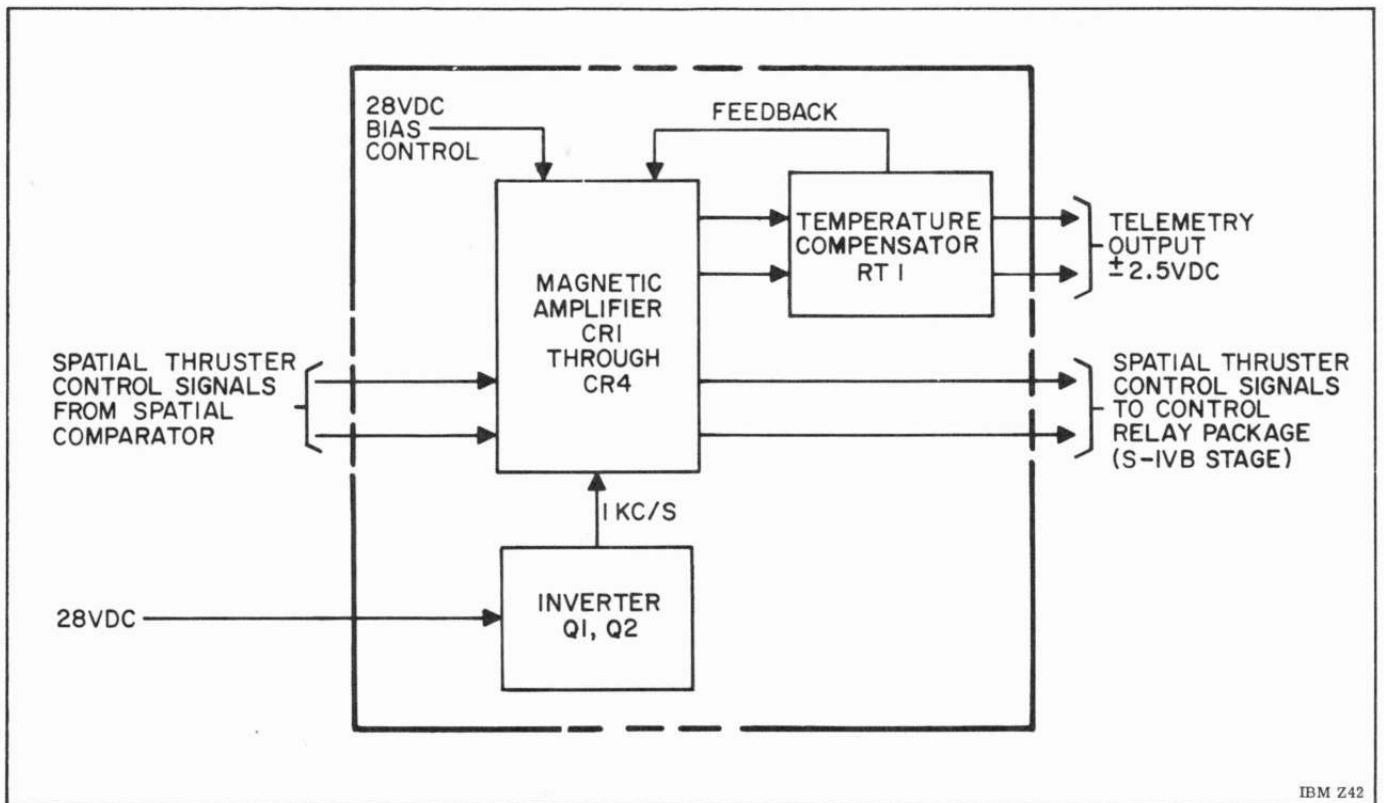 28VDC
BIAS
CONTROL
FEEDBACK
MAGNETIC
AMPLIFIER
CR1
THROUGH
CR4
TEMPERATURE
COMPENSATOR
RT 1
TELEMETRY
OUTPUT
±2.5VDC
SPATIAL THRUSTER
CONTROL SIGNALS
FROM SPATIAL
COMPARATOR
SPATIAL THRUSTER
CONTROL SIGNALS
TO CONTROL
RELAY PACKAGE
(S-IVB STAGE)
1 KC/S
28VDC
INVERTER
Q1, Q2
IBM Z42